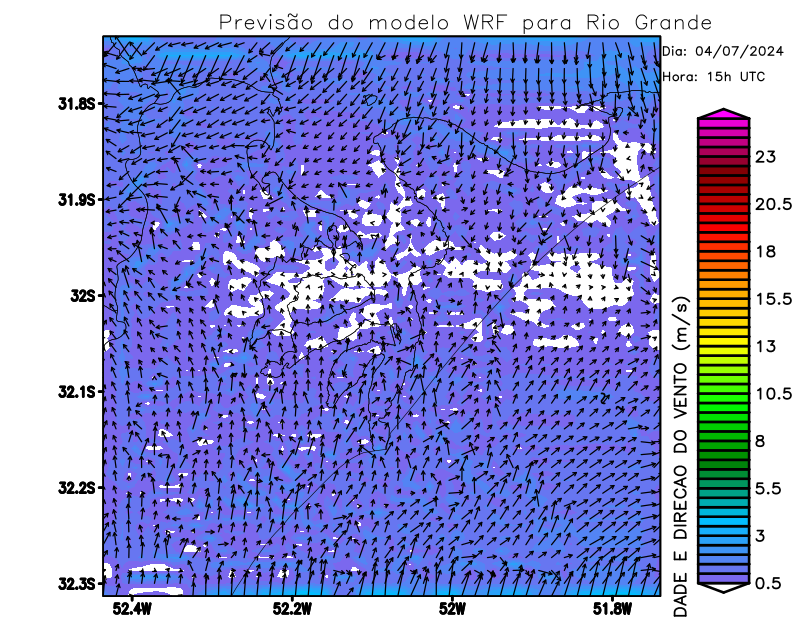 Previsão do modelo WRF para Rio Grande
Dia: 04/07/2024
Hora: 15h UTC
31.8S
31.9S
32S
32.1S
32.2S
32.3S
52.4W
52.2W
52W
51.8W
23
20.5
18
15.5
13
10.5
8
5.5
3
0.5
DADE E DIRECAO DO VENTO (m/s)